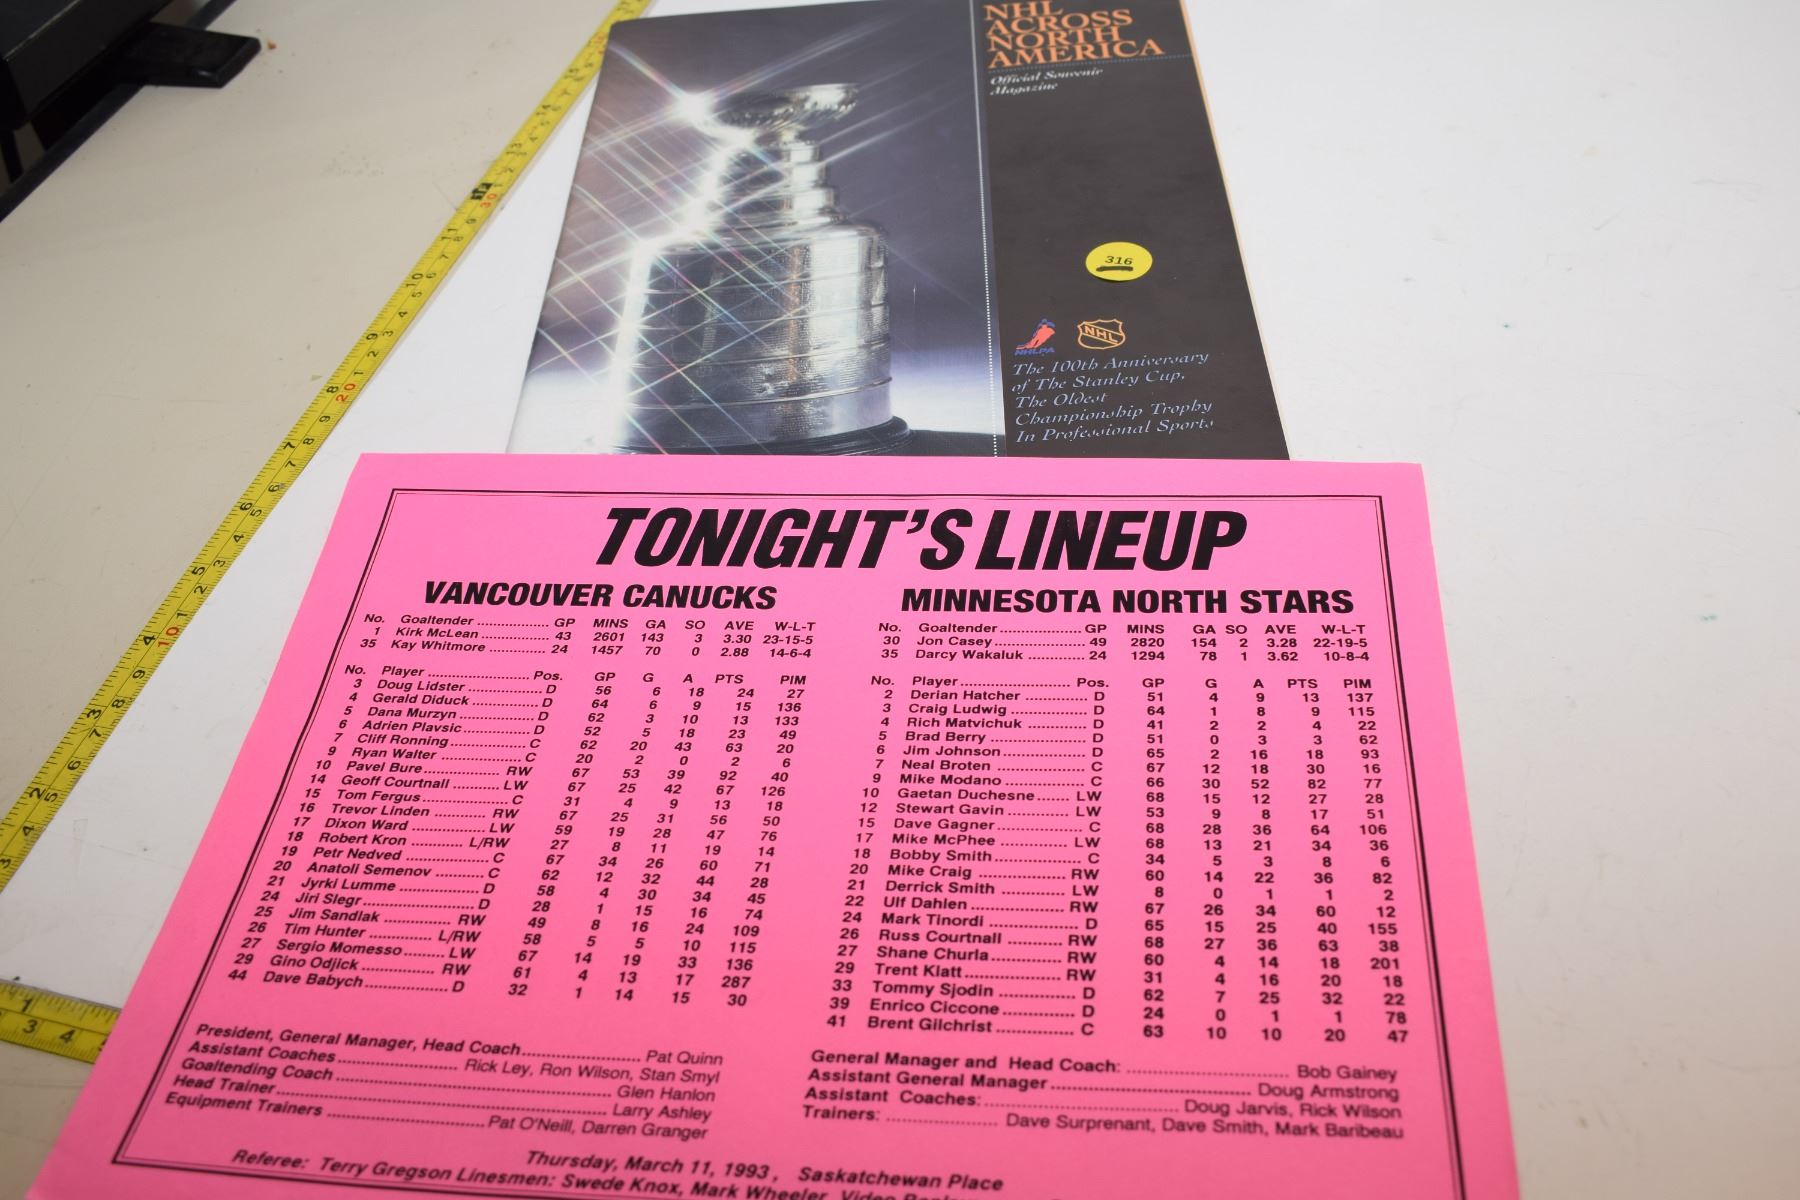 NHL
ACROSS
NORTH
AMERICA
Official Souvenir
Magazine
316
NHLPA NHL
The 100th Anniversary
of The Stanley Cup,
The Oldest
Championship Trophy
In Professional Sports
TONIGHT'S LINEUP
VANCOUVER CANUCKS
No. Goaltender .................. GP MINS GA SO AVE W-L-T
1 Kirk McLean ................. 43 2601 143 3 3.30 23-15-5
35 Kay Whitmore .............. 24 1457 70 0 2.88 14-6-4
No. Player ........................... Pos. GP G A PTS PIM
3 Doug Lidster ..................... D 56 6 18 24 27
4 Gerald Diduck ................... D 64 6 9 15 136
5 Dana Murzyn .................... D 62 3 10 13 133
6 Adrien Plavsic ................... D 52 5 18 23 49
7 Cliff Ronning ................... C 62 20 43 63 20
9 Ryan Walter .................... C 20 2 0 2 6
10 Pavel Bure .................. RW 67 53 39 92 40
14 Geoff Courtnall ............ LW 67 25 42 67 126
15 Tom Fergus .................... C 31 4 9 13 18
16 Trevor Linden ............... RW 67 25 31 56 50
17 Dixon Ward .................. LW 59 19 28 47 76
18 Robert Kron ............ L/RW 27 8 11 19 14
19 Petr Nedved .................... C 67 34 26 60 71
20 Anatoli Semenov ............ C 62 12 32 44 28
21 Jyrki Lumme .................. D 58 4 30 34 45
24 Jiri Slegr ........................ D 28 1 15 16 74
25 Jim Sandlak ................ RW 49 8 16 24 109
26 Tim Hunter ............... L/RW 58 5 5 10 115
27 Sergio Momesso ......... LW 67 14 19 33 136
29 Gino Odjick ................. RW 61 4 13 17 287
44 Dave Babych .................. D 32 1 14 15 30
President, General Manager, Head Coach ........................ Pat Quinn
Assistant Coaches ........................ Rick Ley, Ron Wilson, Stan Smyl
Goaltending Coach ........................ Glen Hanlon
Head Trainer ........................ Larry Ashley
Equipment Trainers ........................ Pat O'Neill, Darren Granger
MINNESOTA NORTH STARS
No. Goaltender .................... GP MINS GA SO AVE W-L-T
30 Jon Casey ....................... 49 2820 154 2 3.28 22-19-5
35 Darcy Wakaluk .............. 24 1294 78 1 3.62 10-8-4
No. Player ............................ Pos. GP G A PTS PIM
2 Derian Hatcher ................. D 51 4 9 13 137
3 Craig Ludwig .................... D 64 1 8 9 115
4 Rich Matvichuk ................ D 41 2 2 4 22
5 Brad Berry ........................ D 51 0 3 3 62
6 Jim Johnson ..................... D 65 2 16 18 93
7 Neal Broten ...................... C 67 12 18 30 16
9 Mike Modano ................... C 66 30 52 82 77
10 Gaetan Duchesne ....... LW 68 15 12 27 28
12 Stewart Gavin .............. LW 53 9 8 17 51
15 Dave Gagner ................... C 68 28 36 64 106
17 Mike McPhee ............... LW 68 13 21 34 36
18 Bobby Smith ................... C 34 5 3 8 6
20 Mike Craig .................... RW 60 14 22 36 82
21 Derrick Smith ............... LW 8 0 1 1 2
22 Ulf Dahlen .................... RW 67 26 34 60 12
24 Mark Tinordi ................... D 65 15 25 40 155
26 Russ Courtnall ............ RW 68 27 36 63 38
27 Shane Churla ............... RW 60 4 14 18 201
29 Trent Klatt ..................... RW 31 4 16 20 18
33 Tommy Sjodin ................ D 62 7 25 32 22
39 Enrico Ciccone ............... D 24 0 1 1 78
41 Brent Gilchrist ................ C 63 10 10 20 47
General Manager and Head Coach: ........................ Bob Gainey
Assistant General Manager ........................ Doug Armstrong
Assistant Coaches: ........................ Doug Jarvis, Rick Wilson
Trainers: ........................ Dave Surprenant, Dave Smith, Mark Baribeau
Thursday, March 11, 1993, Saskatchewan Place
Referee: Terry Gregson Linesmen: Swede Knox, Mark Wheeler, Video